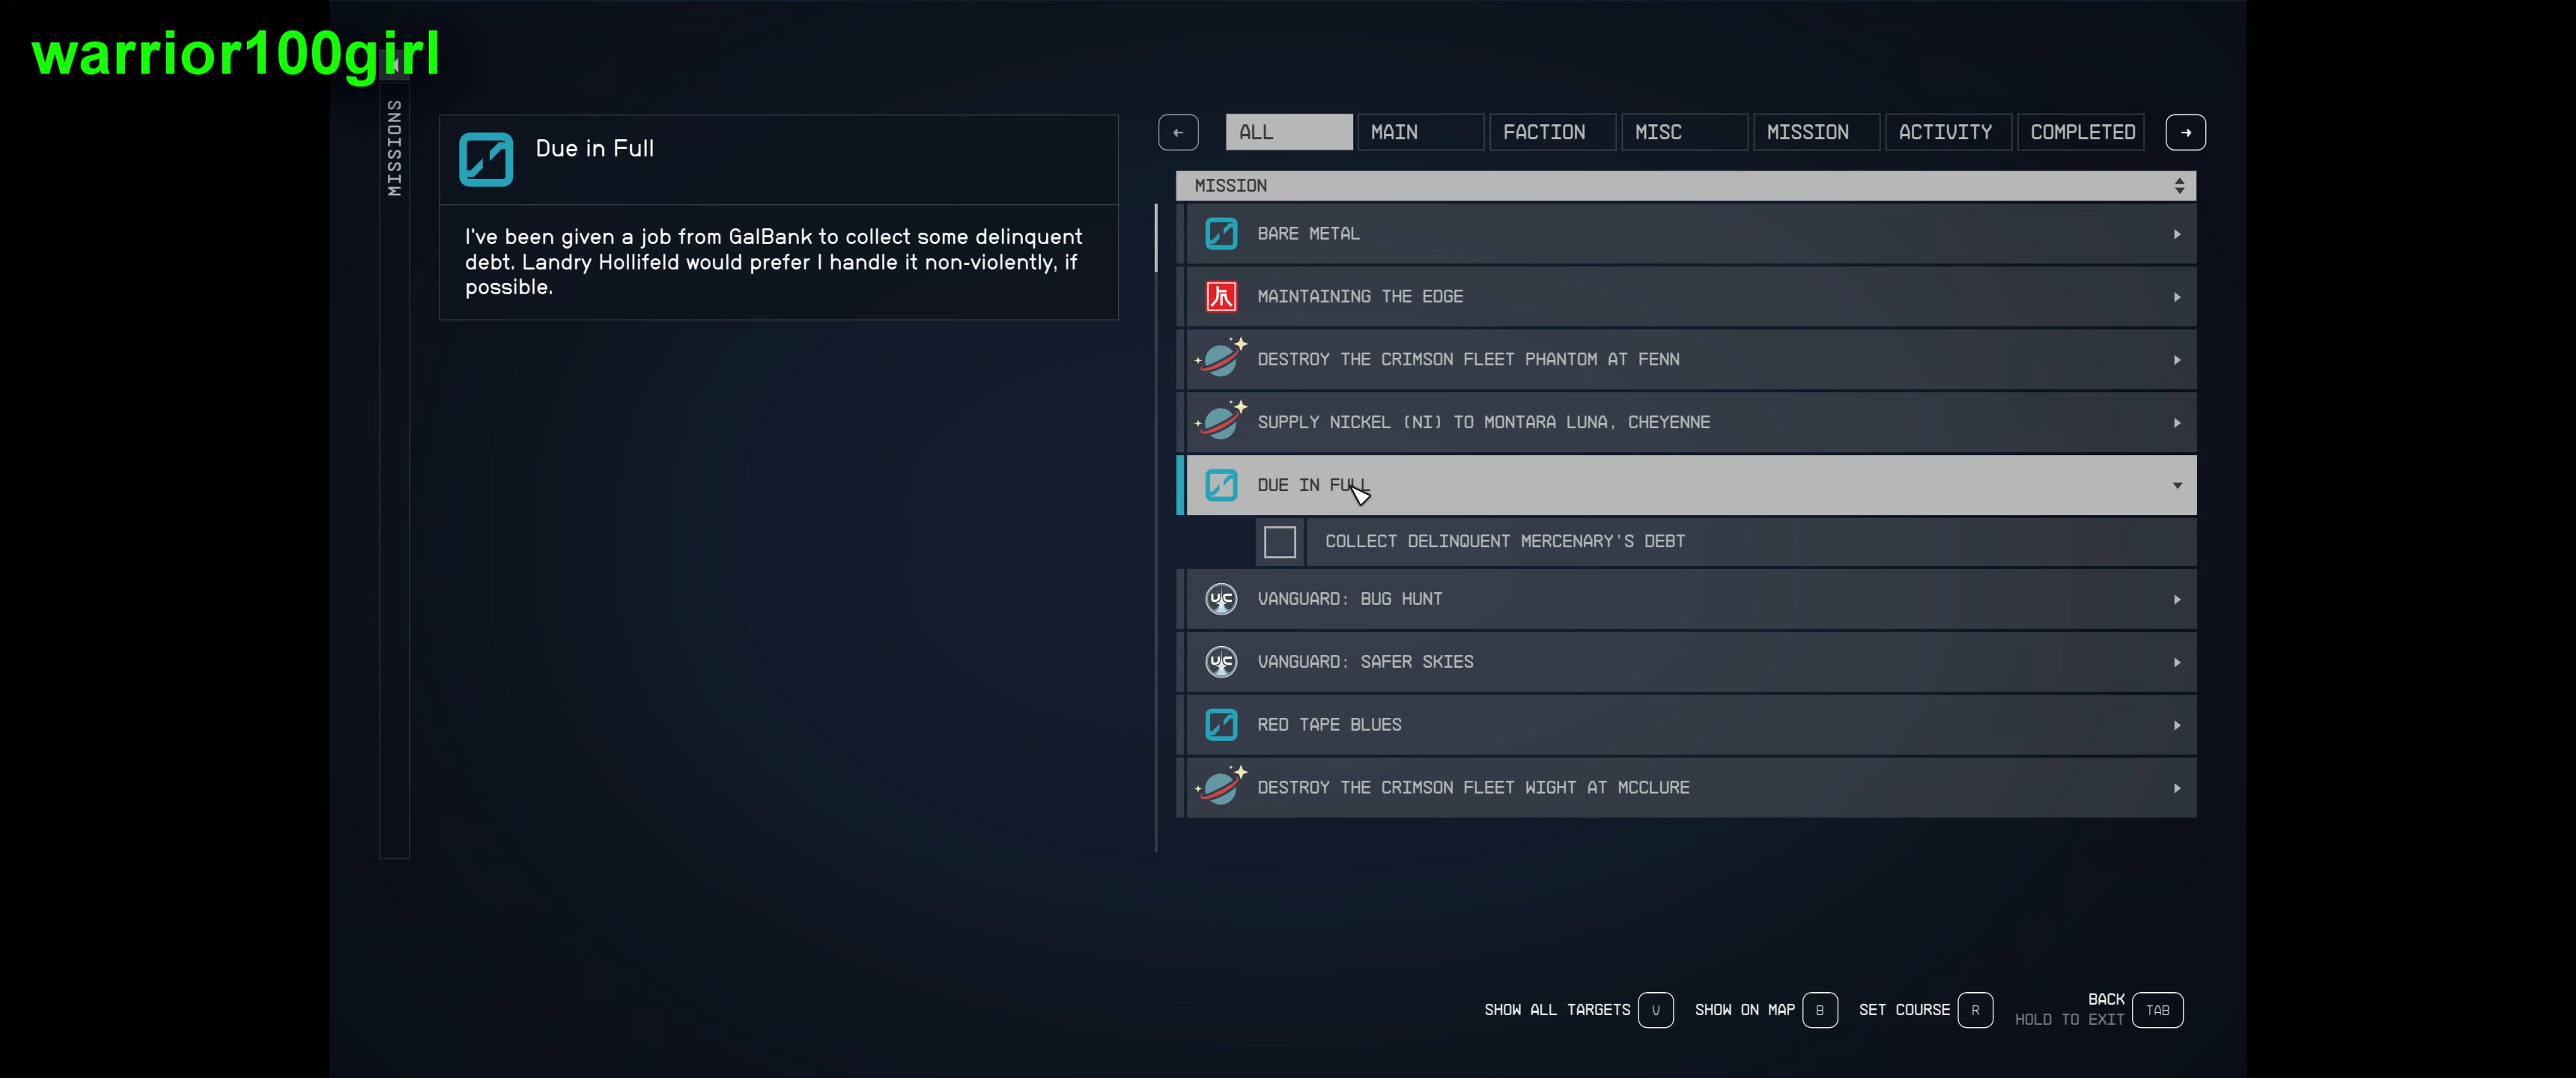 warrior100girl
MISSIONS
Due in Full
I've been given a job from GalBank to collect some delinquent
debt. Landry Hollifeld would prefer I handle it non-violently, if
possible.
ALL MAIN FACTION MISC MISSION ACTIVITY COMPLETED
MISSION
BARE METAL
MAINTAINING THE EDGE
DESTROY THE CRIMSON FLEET PHANTOM AT FENN
SUPPLY NICKEL (NI) TO MONTARA LUNA, CHEYENNE
DUE IN FULL
COLLECT DELINQUENT MERCENARY'S DEBT
UC VANGUARD: BUG HUNT
UC VANGUARD: SAFER SKIES
RED TAPE BLUES
DESTROY THE CRIMSON FLEET WIGHT AT MCCLURE
SHOW ALL TARGETS V SHOW ON MAP B SET COURSE R BACK TAB
HOLD TO EXIT